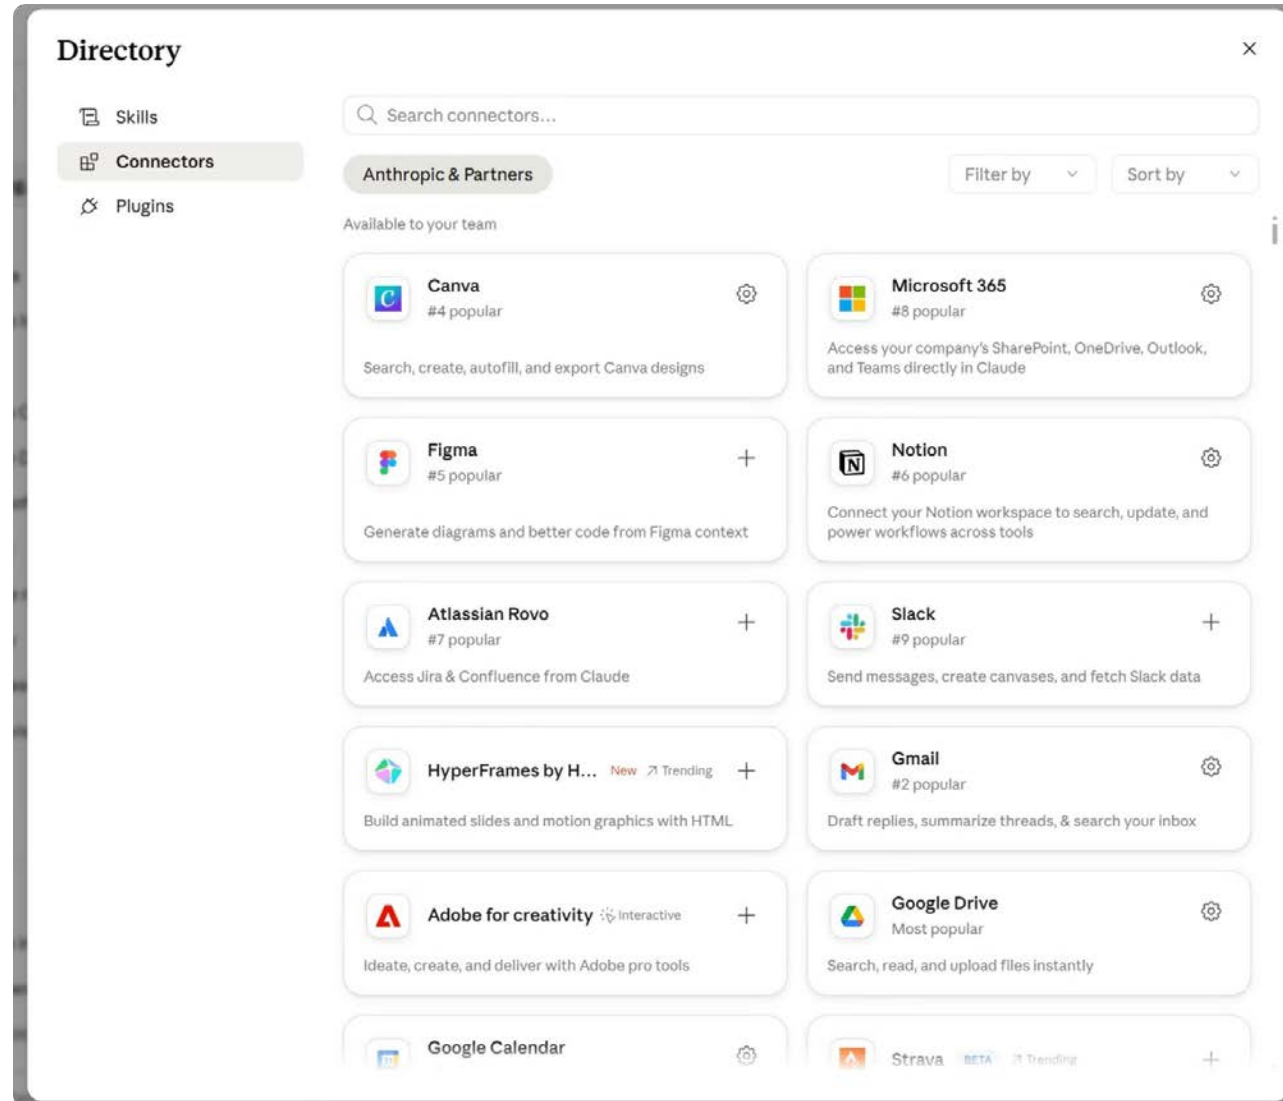 Directory
Skills
Connectors
Plugins
Search connectors...
Anthropic & Partners
Filter by
Sort by
Available to your team
Canva
#4 popular
Search, create, autofill, and export Canva designs
Microsoft 365
#8 popular
Access your company's SharePoint, OneDrive, Outlook,
and Teams directly in Claude
Figma
#5 popular
Generate diagrams and better code from Figma context
Notion
#6 popular
Connect your Notion workspace to search, update, and
power workflows across tools
Atlassian Rovo
#7 popular
Access Jira & Confluence from Claude
Slack
#9 popular
Send messages, create canvases, and fetch Slack data
HyperFrames by H... New Trending
Build animated slides and motion graphics with HTML
Gmail
#2 popular
Draft replies, summarize threads, & search your inbox
Adobe for creativity Interactive
Ideate, create, and deliver with Adobe pro tools
Google Drive
Most popular
Search, read, and upload files instantly
Google Calendar
Strava BETA Trending